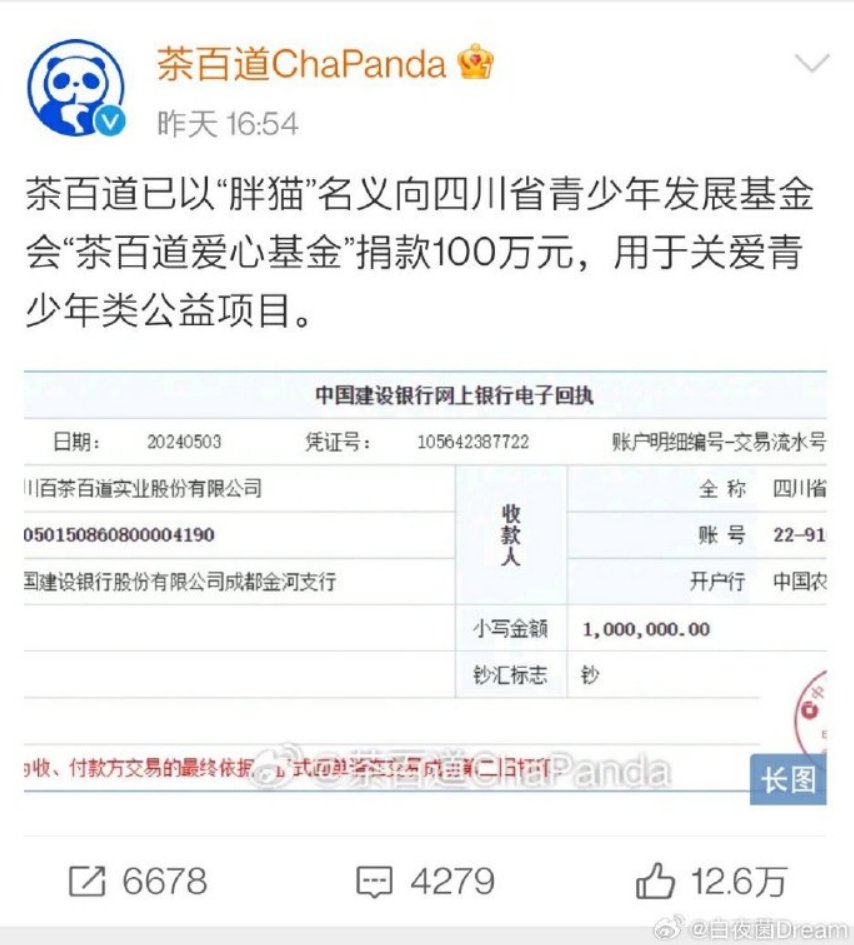 茶百道ChaPanda
昨天 16:54
茶百道已以“胖猫”名义向四川省青少年发展基金
会“茶百道爱心基金”捐款100万元，用于关爱青
少年类公益项目。
中国建设银行网上银行电子回执
日期： 20240503 凭证号： 105642387722 账户明细编号-交易流水号
川百茶百道实业股份有限公司 全 称 四川省
050150860800004190 账 号 22-91
收款人
国建设银行股份有限公司成都金河支行 开户行 中国农
小写金额 1,000,000.00
钞汇标志 钞
收、付款方交易的最终依据
@茶百道ChaPanda
长图
6678 4279 12.6万
@白夜菌Dream